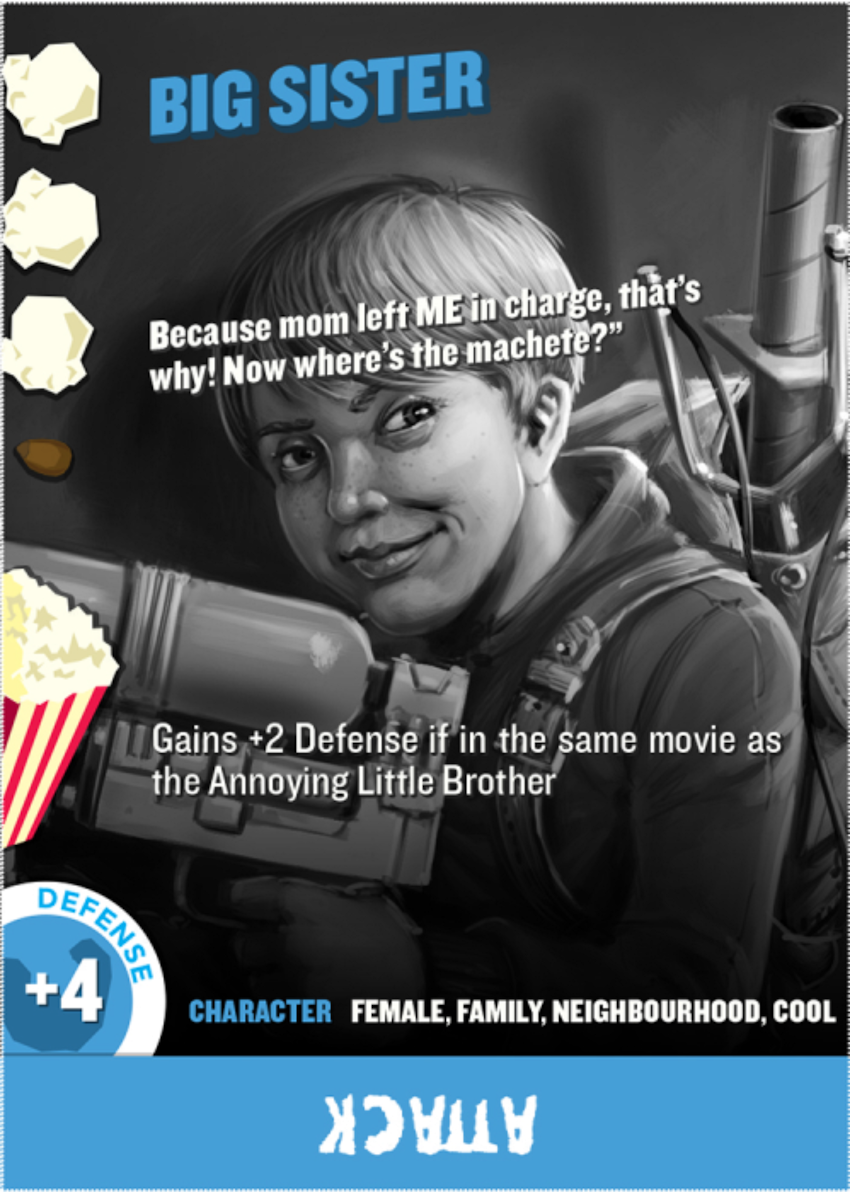 BIG SISTER
Because mom left ME in charge, that's
why! Now where's the machete?"
Gains +2 Defense if in the same movie as
the Annoying Little Brother
DEFENSE
+4
CHARACTER FEMALE, FAMILY, NEIGHBOURHOOD, COOL
ATTACK